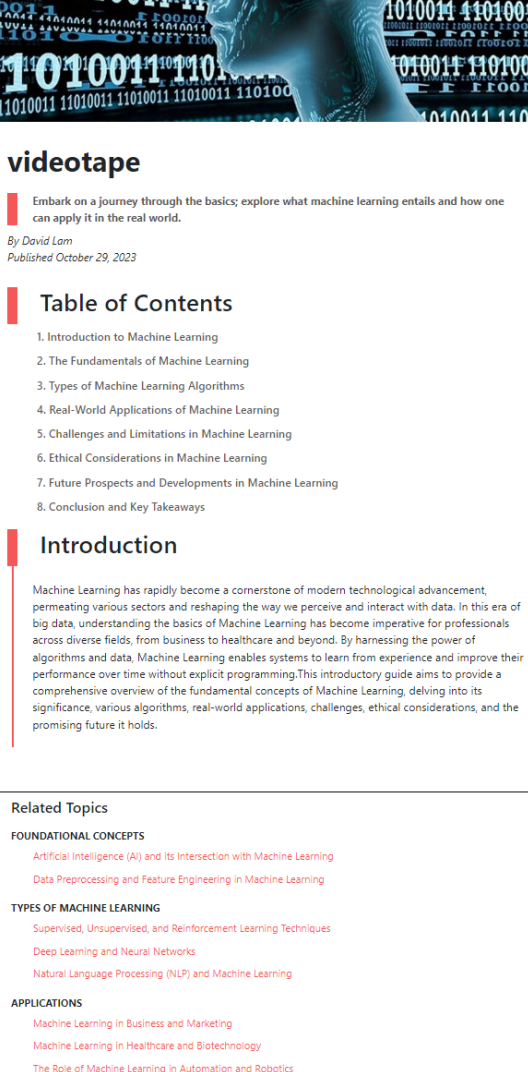 videotape
Embark on a journey through the basics; explore what machine learning entails and how one
can apply it in the real world.
By David Lam
Published October 29, 2023
Table of Contents
1. Introduction to Machine Learning
2. The Fundamentals of Machine Learning
3. Types of Machine Learning Algorithms
4. Real-World Applications of Machine Learning
5. Challenges and Limitations in Machine Learning
6. Ethical Considerations in Machine Learning
7. Future Prospects and Developments in Machine Learning
8. Conclusion and Key Takeaways
Introduction
Machine Learning has rapidly become a cornerstone of modern technological advancement,
permeating various sectors and reshaping the way we perceive and interact with data. In this era of
big data, understanding the basics of Machine Learning has become imperative for professionals
across diverse fields, from business to healthcare and beyond. By harnessing the power of
algorithms and data, Machine Learning enables systems to learn from experience and improve their
performance over time without explicit programming.This introductory guide aims to provide a
comprehensive overview of the fundamental concepts of Machine Learning, delving into its
significance, various algorithms, real-world applications, challenges, ethical considerations, and the
promising future it holds.
Related Topics
FOUNDATIONAL CONCEPTS
Artificial Intelligence (AI) and its Intersection with Machine Learning
Data Preprocessing and Feature Engineering in Machine Learning
TYPES OF MACHINE LEARNING
Supervised, Unsupervised, and Reinforcement Learning Techniques
Deep Learning and Neural Networks
Natural Language Processing (NLP) and Machine Learning
APPLICATIONS
Machine Learning in Business and Marketing
Machine Learning in Healthcare and Biotechnology
The Role of Machine Learning in Automation and Robotics